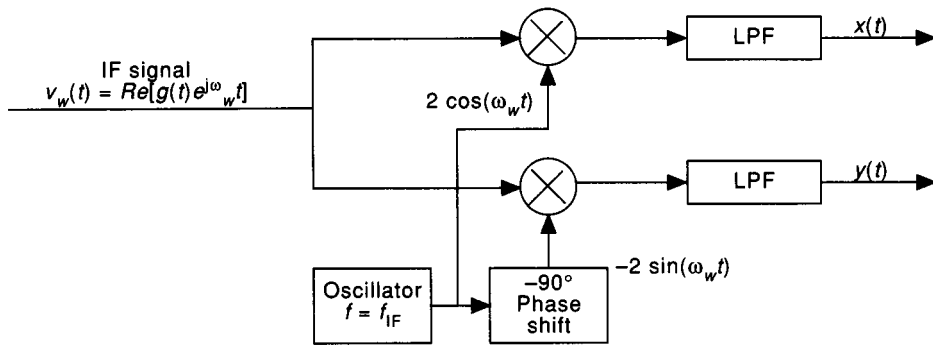 IF signal
v_w(t) = Re[g(t)e^jω_w t]
2 cos(ω_w t)
LPF
x(t)
LPF
y(t)
Oscillator
f = f_IF
–90°
Phase
shift
–2 sin(ω_w t)